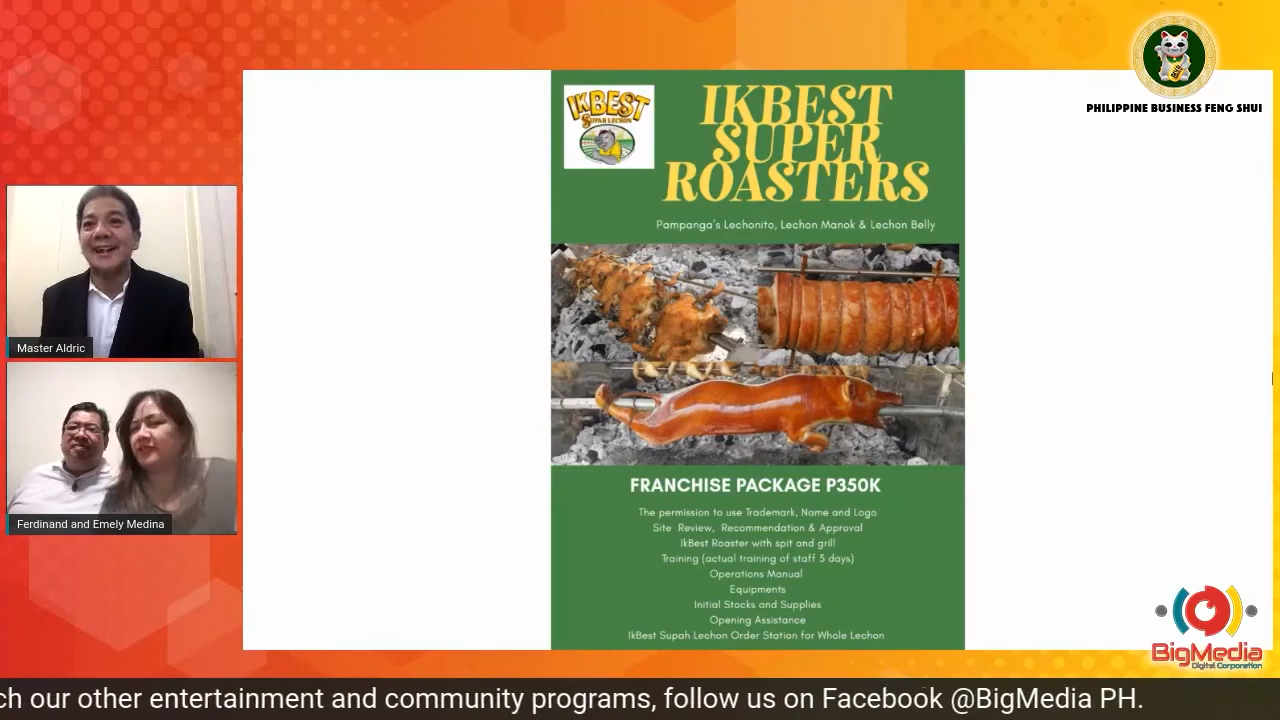 PHILIPPINE BUSINESS FENG SHUI
IKBEST
SUPAH LECHON
IKBEST
SUPER
ROASTERS
Pampanga's Lechonito, Lechon Manok & Lechon Belly
Master Aldric
Ferdinand and Emely Medina
FRANCHISE PACKAGE P350K
The permission to use Trademark, Name and Logo
Site Review, Recommendation & Approval
IkBest Roaster with spit and grill
Training (actual training of staff 5 days)
Operations Manual
Equipments
Initial Stocks and Supplies
Opening Assistance
IkBest Supah Lechon Order Station for Whole Lechon
BigMedia
Digital Corporation
ch our other entertainment and community programs, follow us on Facebook @BigMedia PH.